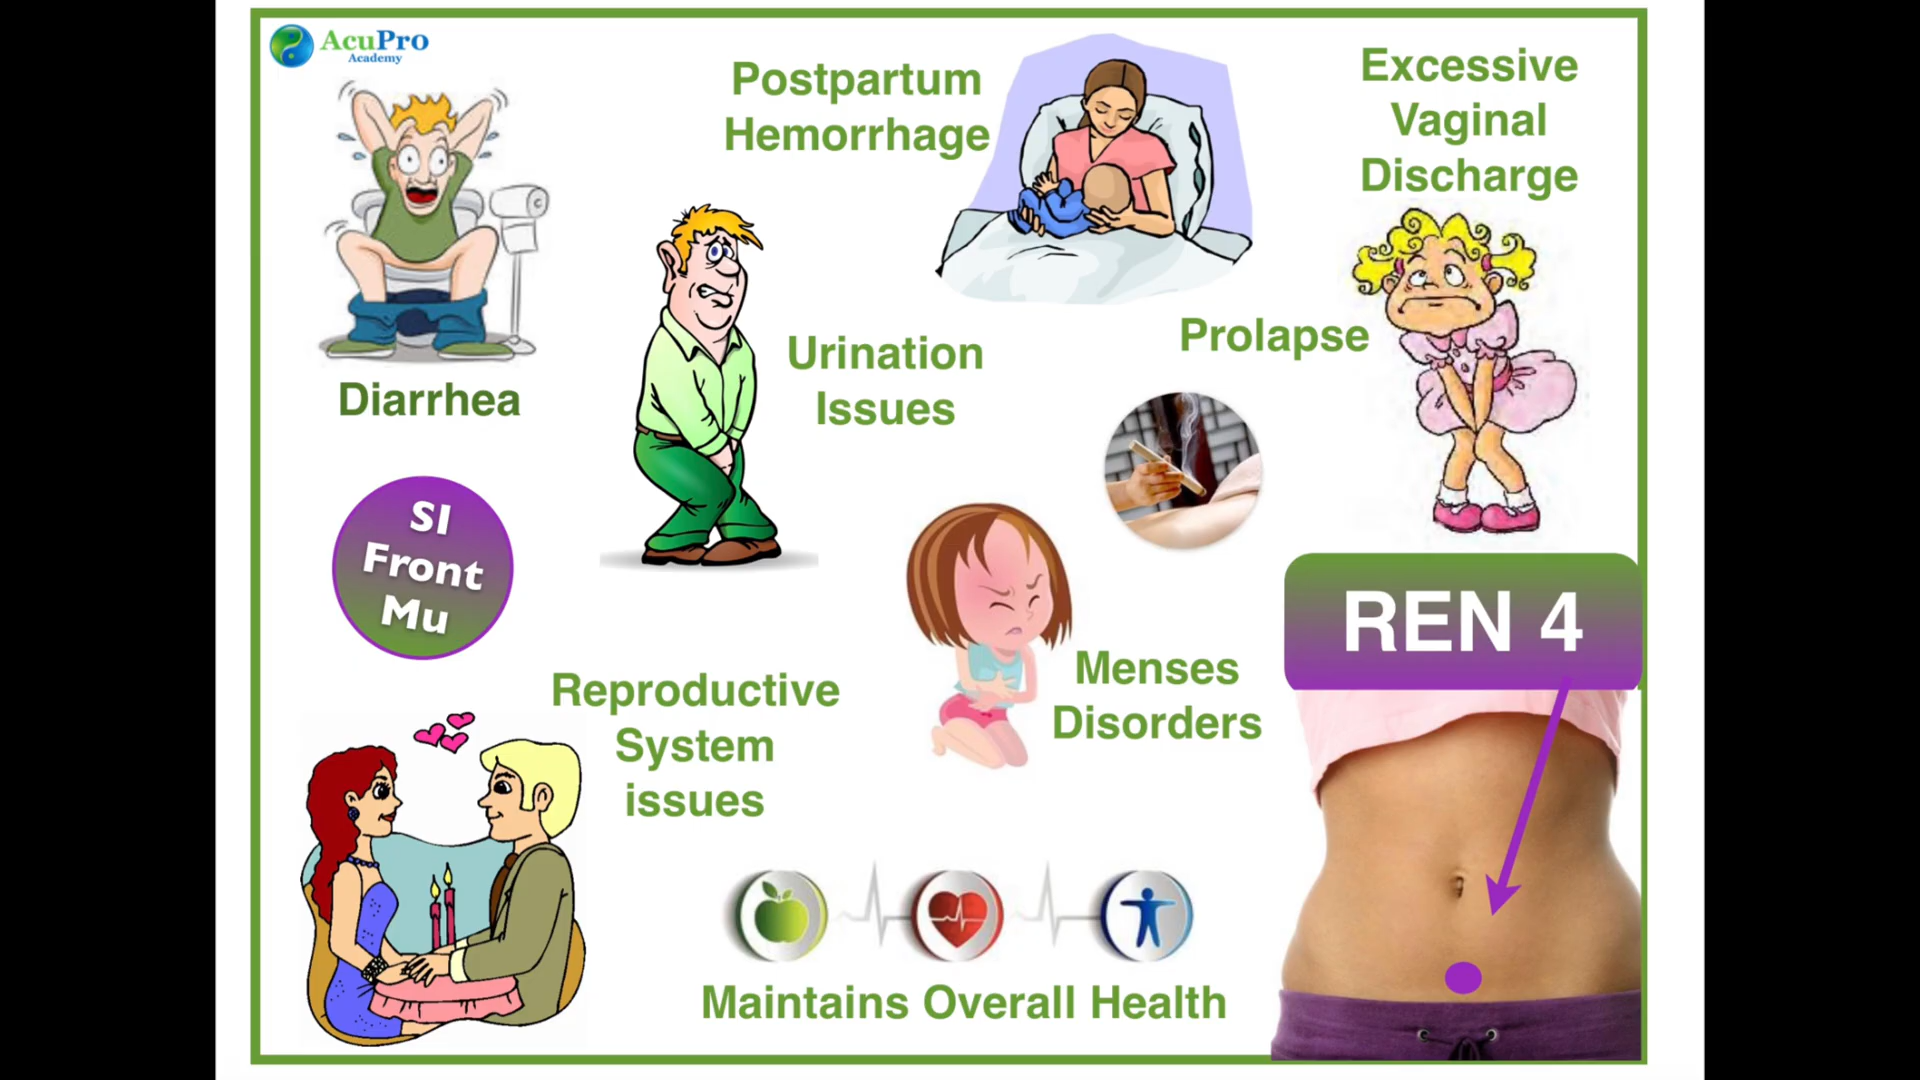 AcuPro
Academy
Postpartum
Hemorrhage
Excessive
Vaginal
Discharge
Diarrhea
Urination
Issues
Prolapse
SI
Front
Mu
REN 4
Reproductive
System
issues
Menses
Disorders
Maintains Overall Health